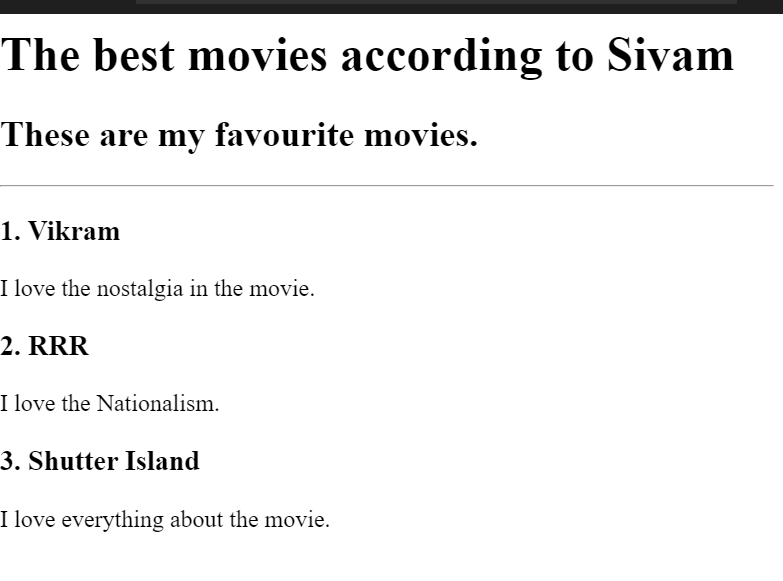 The best movies according to Sivam
These are my favourite movies.
1. Vikram
I love the nostalgia in the movie.
2. RRR
I love the Nationalism.
3. Shutter Island
I love everything about the movie.